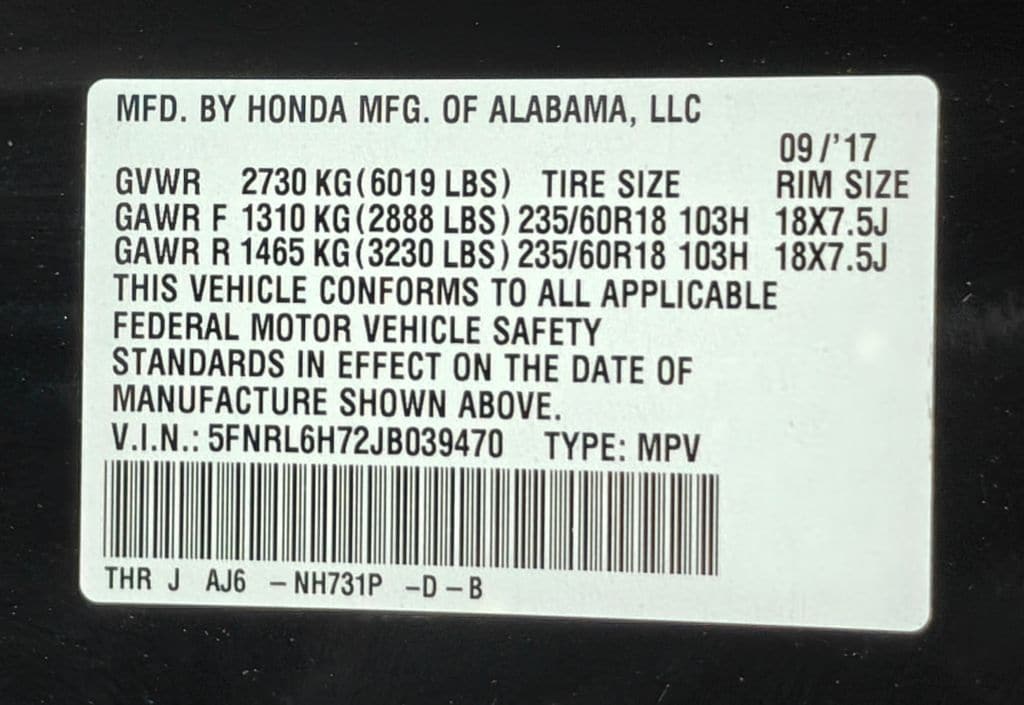 MFD. BY HONDA MFG. OF ALABAMA, LLC
09/'17
GVWR 2730 KG(6019 LBS) TIRE SIZE RIM SIZE
GAWR F 1310 KG(2888 LBS) 235/60R18 103H 18X7.5J
GAWR R 1465 KG(3230 LBS) 235/60R18 103H 18X7.5J
THIS VEHICLE CONFORMS TO ALL APPLICABLE
FEDERAL MOTOR VEHICLE SAFETY
STANDARDS IN EFFECT ON THE DATE OF
MANUFACTURE SHOWN ABOVE.
V.I.N.: 5FNRL6H72JB039470 TYPE: MPV
THR J AJ6 -NH731P -D-B